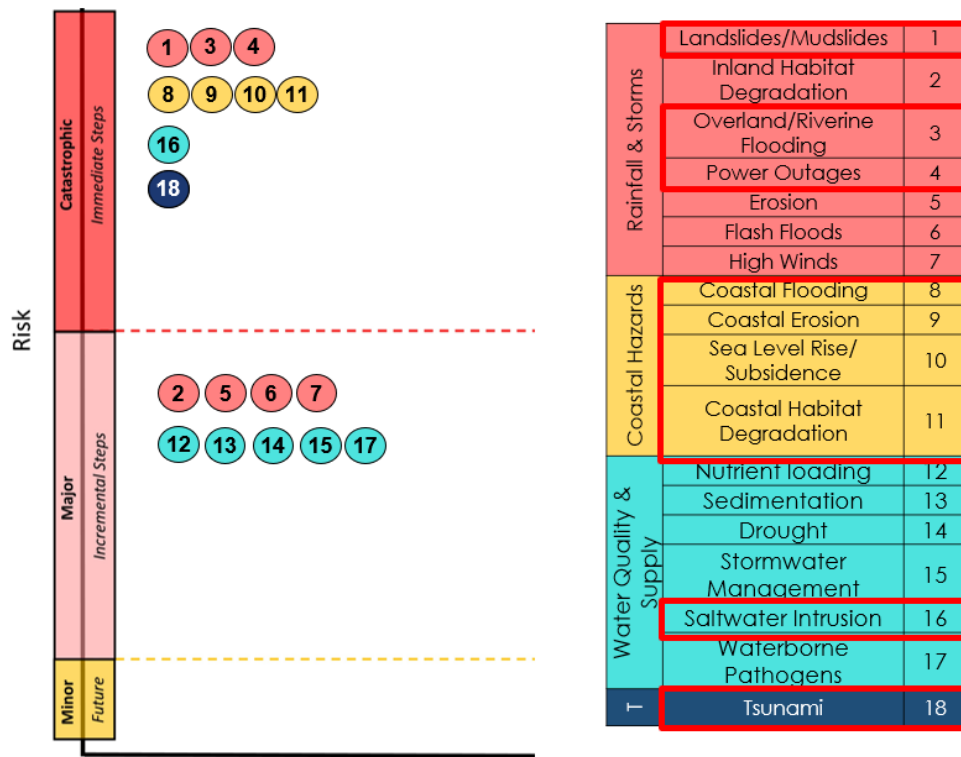 Risk
Catastrophic
Immediate Steps
1 3 4
8 9 10 11
16
18
Major
Incremental Steps
2 5 6 7
12 13 14 15 17
Minor
Future
Rainfall & Storms
Landslides/Mudslides 1
Inland Habitat
Degradation 2
Overland/Riverine
Flooding 3
Power Outages 4
Erosion 5
Flash Floods 6
High Winds 7
Coastal Hazards
Coastal Flooding 8
Coastal Erosion 9
Sea Level Rise/
Subsidence 10
Coastal Habitat
Degradation 11
Water Quality &
Supply
Nutrient loading 12
Sedimentation 13
Drought 14
Stormwater
Management 15
Saltwater Intrusion 16
Waterborne
Pathogens 17
T
Tsunami 18